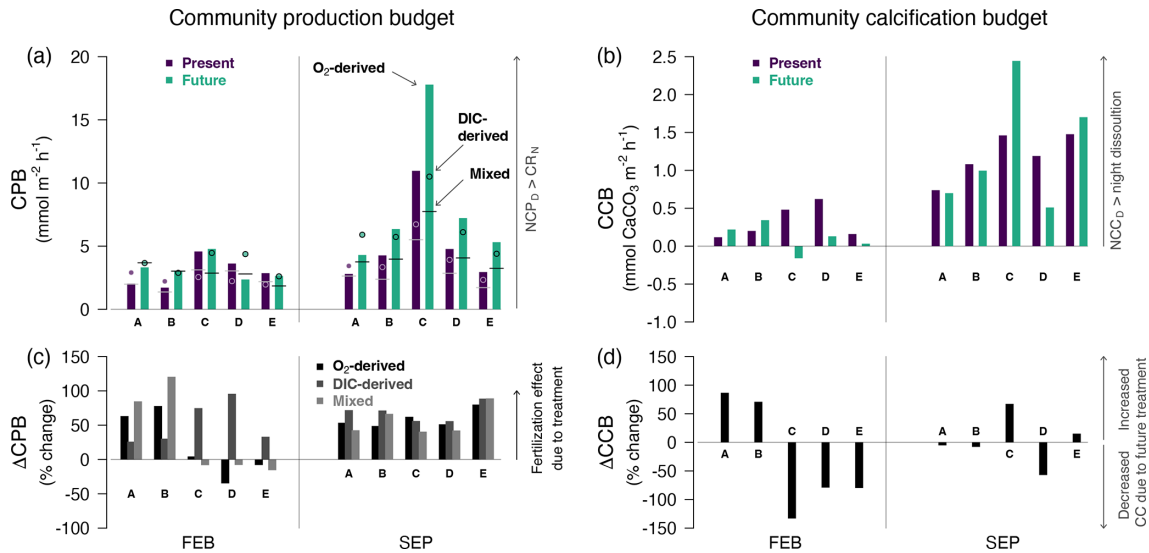 Community production budget
Community calcification budget
(a)
CPB
(mmol m⁻² h⁻¹)
20
15
10
5
0
Present
Future
O₂-derived
DIC-
derived
Mixed
A B C D E
A B C D E
NCP_D > CR_N
(b)
CCB
(mmol CaCO₃ m⁻² h⁻¹)
2.5
2.0
1.5
1.0
0.5
0.0
-0.5
-1.0
Present
Future
A B C D E
A B C D E
NCC_D > night dissoultion
(c)
ΔCPB
(% change)
150
100
50
0
-50
-100
O₂-derived
DIC-derived
Mixed
A B C D E
A B C D E
FEB
SEP
Fertilization effect
due to treatment
(d)
ΔCCB
(% change)
150
100
50
0
-50
-100
-150
A B C D E
A B C D E
FEB
SEP
Increased
Decreased
CC due to future treatment